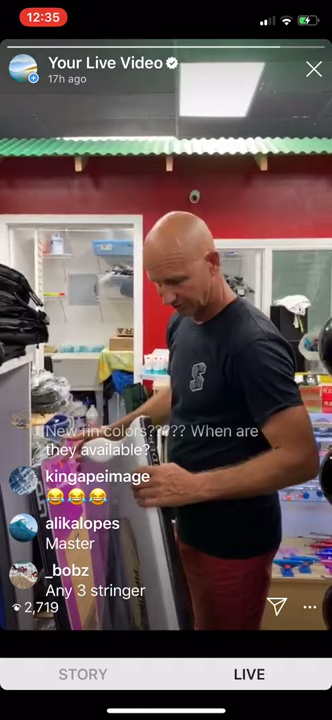 12:35
Your Live Video
17h ago
S
New fin colors????? When are
they available?
kingapeimage
😂😂😂
alikalopes
Master
_bobz
Any 3 stringer
2,719
STORY
LIVE